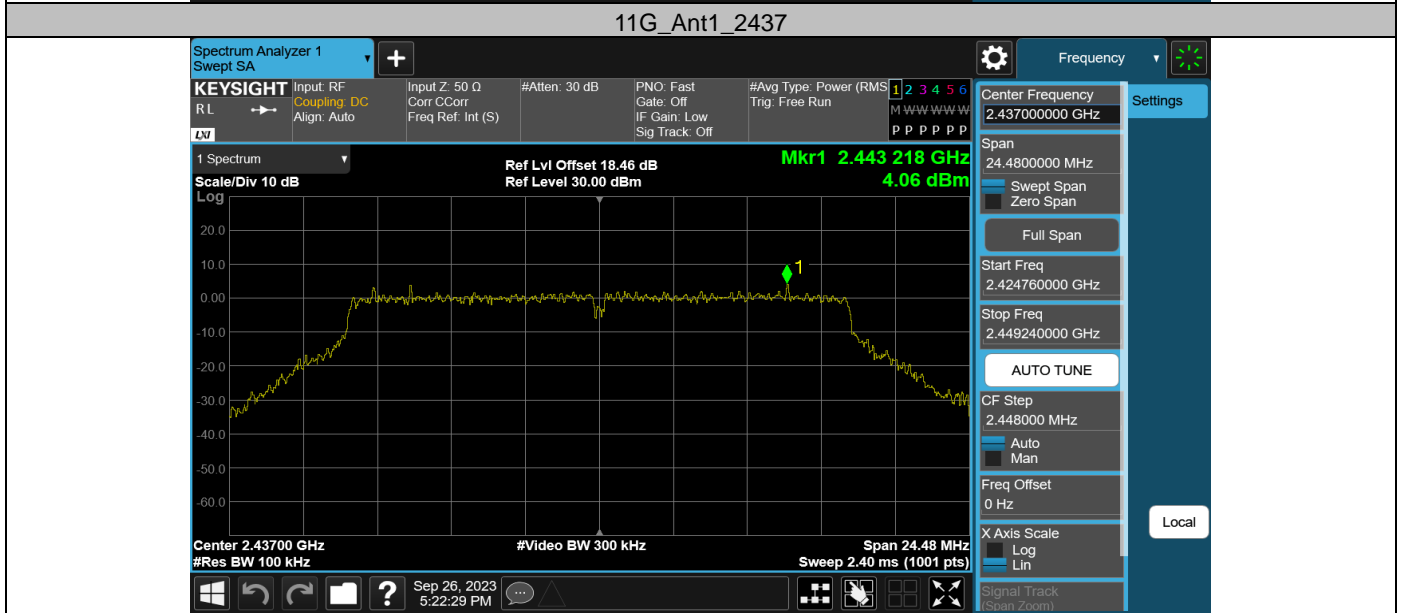 11G_Ant1_2437
Spectrum Analyzer 1
Swept SA
Frequency
KEYSIGHT
RL
LXI
Input: RF
Coupling: DC
Align: Auto
Input Z: 50 Ω
Corr CCorr
Freq Ref: Int (S)
#Atten: 30 dB
PNO: Fast
Gate: Off
IF Gain: Low
Sig Track: Off
#Avg Type: Power (RMS
Trig: Free Run
1 2 3 4 5 6
M W W W W W
P P P P P P
1 Spectrum
Scale/Div 10 dB
Ref Lvl Offset 18.46 dB
Ref Level 30.00 dBm
Mkr1 2.443 218 GHz
4.06 dBm
Log
20.0
10.0
0.00
-10.0
-20.0
-30.0
-40.0
-50.0
-60.0
1
Center 2.43700 GHz
#Res BW 100 kHz
#Video BW 300 kHz
Span 24.48 MHz
Sweep 2.40 ms (1001 pts)
Center Frequency
2.437000000 GHz
Settings
Span
24.4800000 MHz
Swept Span
Zero Span
Full Span
Start Freq
2.424760000 GHz
Stop Freq
2.449240000 GHz
AUTO TUNE
CF Step
2.448000 MHz
Auto
Man
Freq Offset
0 Hz
X Axis Scale
Log
Lin
Signal Track
(Span Zoom)
Local
?
Sep 26, 2023
5:22:29 PM